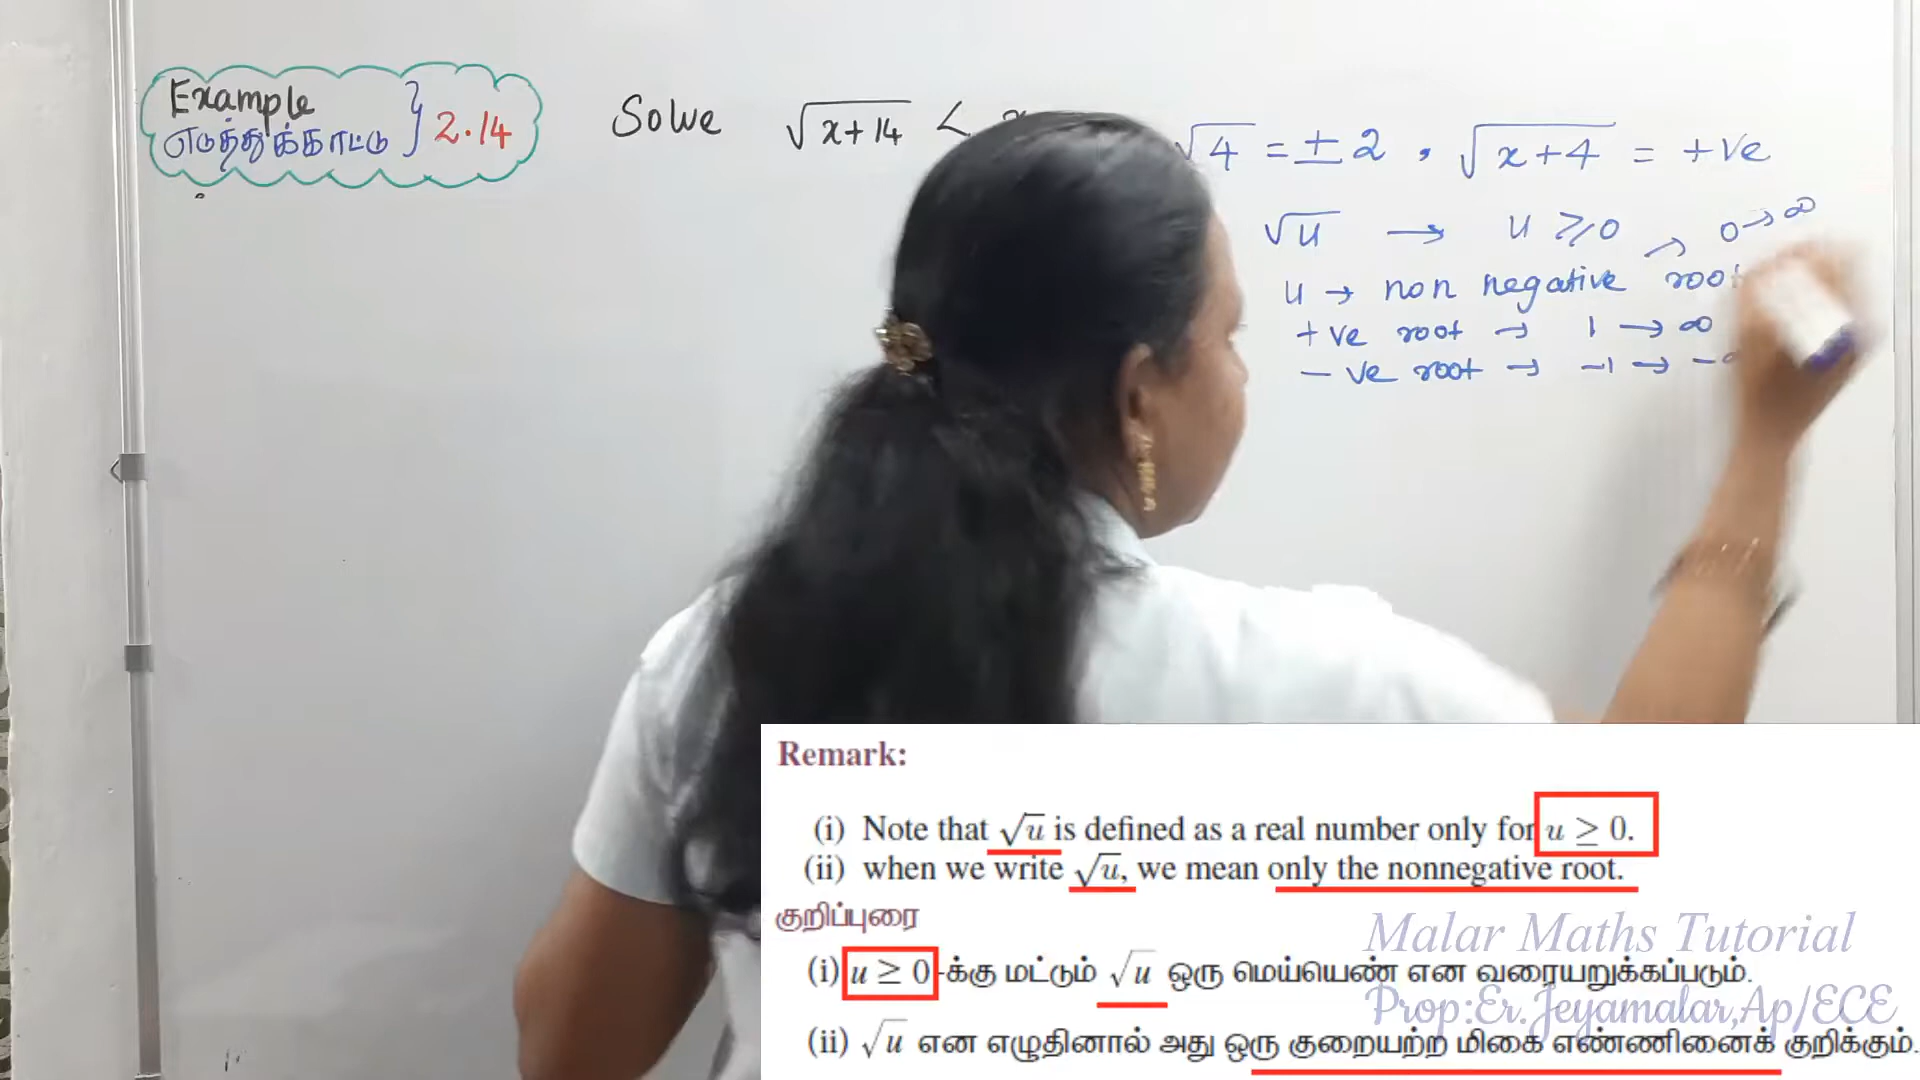 Example
எடுத்துக்காட்டு } 2.14
Solve √x+14 <
√4 = ± 2 , √x+4 = +ve
√u → u ≥ 0
0 → ∞
u → non negative root
+ve root → 1 → ∞
- ve root → -1 → -
Remark:
(i) Note that √u is defined as a real number only for u ≥ 0.
(ii) when we write √u, we mean only the nonnegative root.
குறிப்புரை
(i) u ≥ 0 -க்கு மட்டும் √u ஒரு மெய்யெண் என வரையறுக்கப்படும்.
(ii) √u என எழுதினால் அது ஒரு குறையற்ற மிகை எண்ணினைக் குறிக்கும்.
Malar Maths Tutorial
Prop:Er.Jeyamalar,Ap/ECE